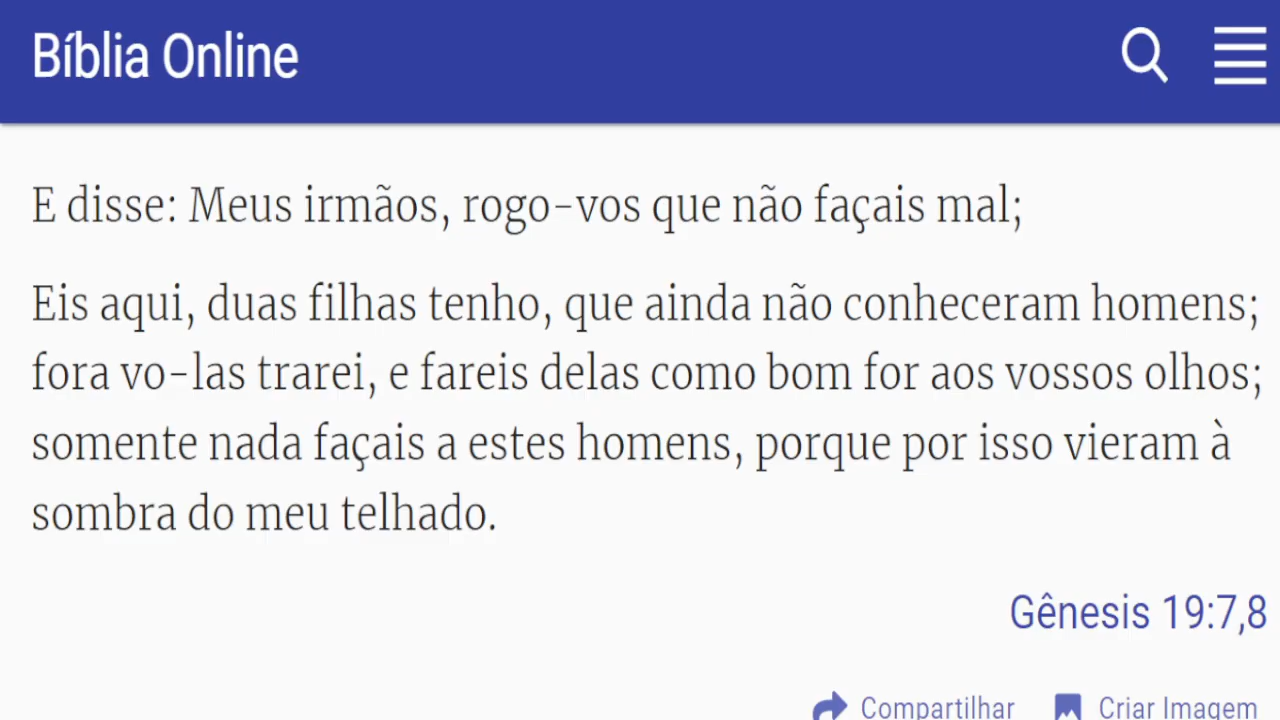 Bíblia Online
E disse: Meus irmãos, rogo-vos que não façais mal;
Eis aqui, duas filhas tenho, que ainda não conheceram homens;
fora vo-las trarei, e fareis delas como bom for aos vossos olhos;
somente nada façais a estes homens, porque por isso vieram à
sombra do meu telhado.
Gênesis 19:7,8
Compartilhar Criar Imagem